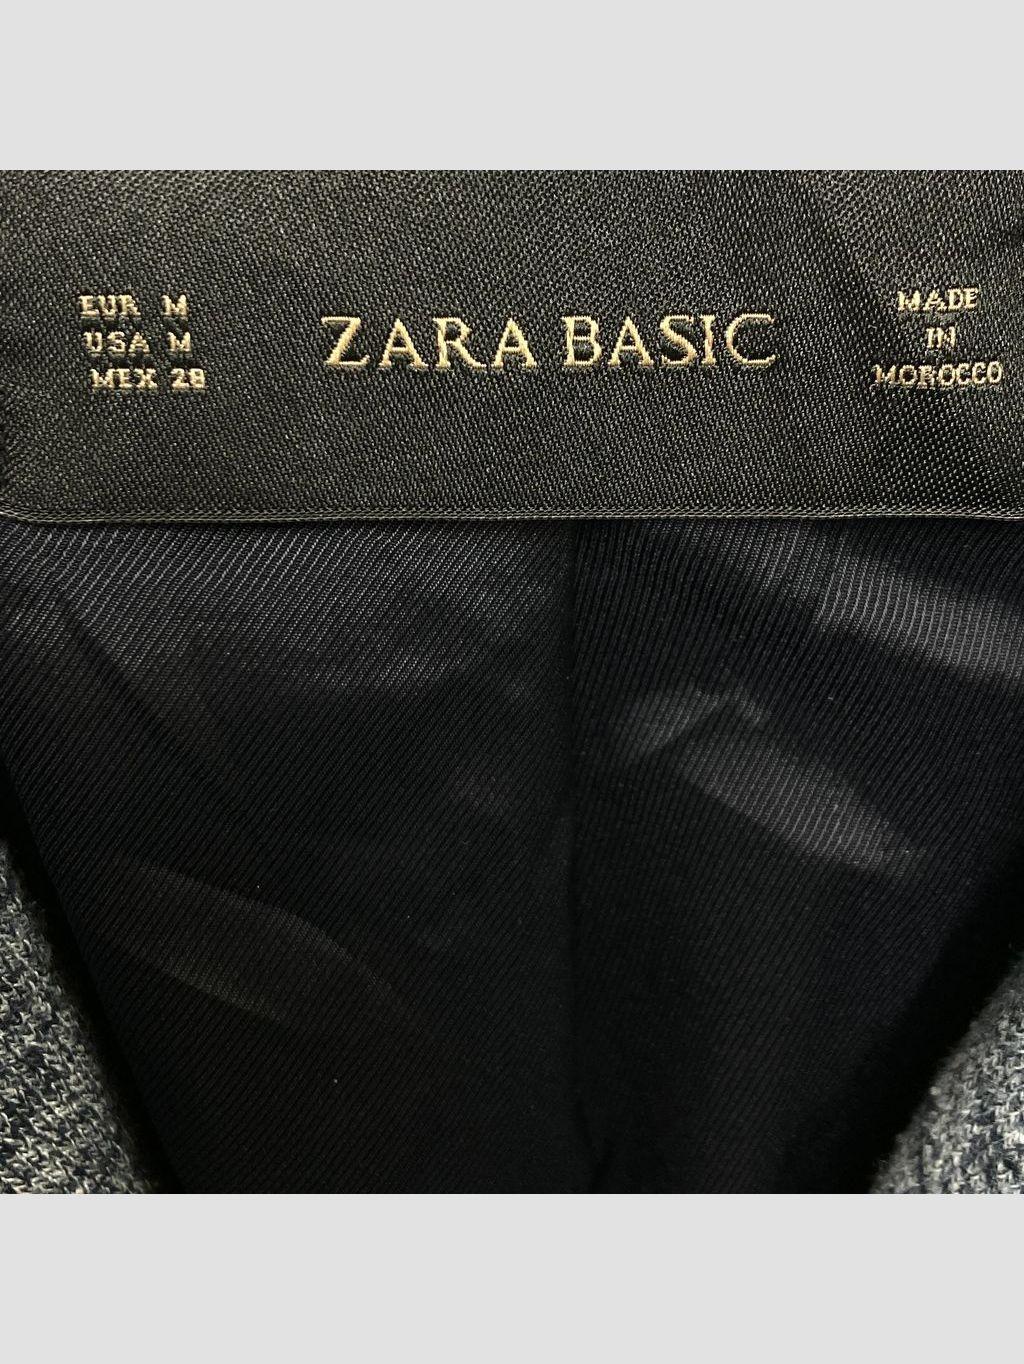 EUR M
USA M
MEX 28
ZARA BASIC
MADE
IN
MOROCCO